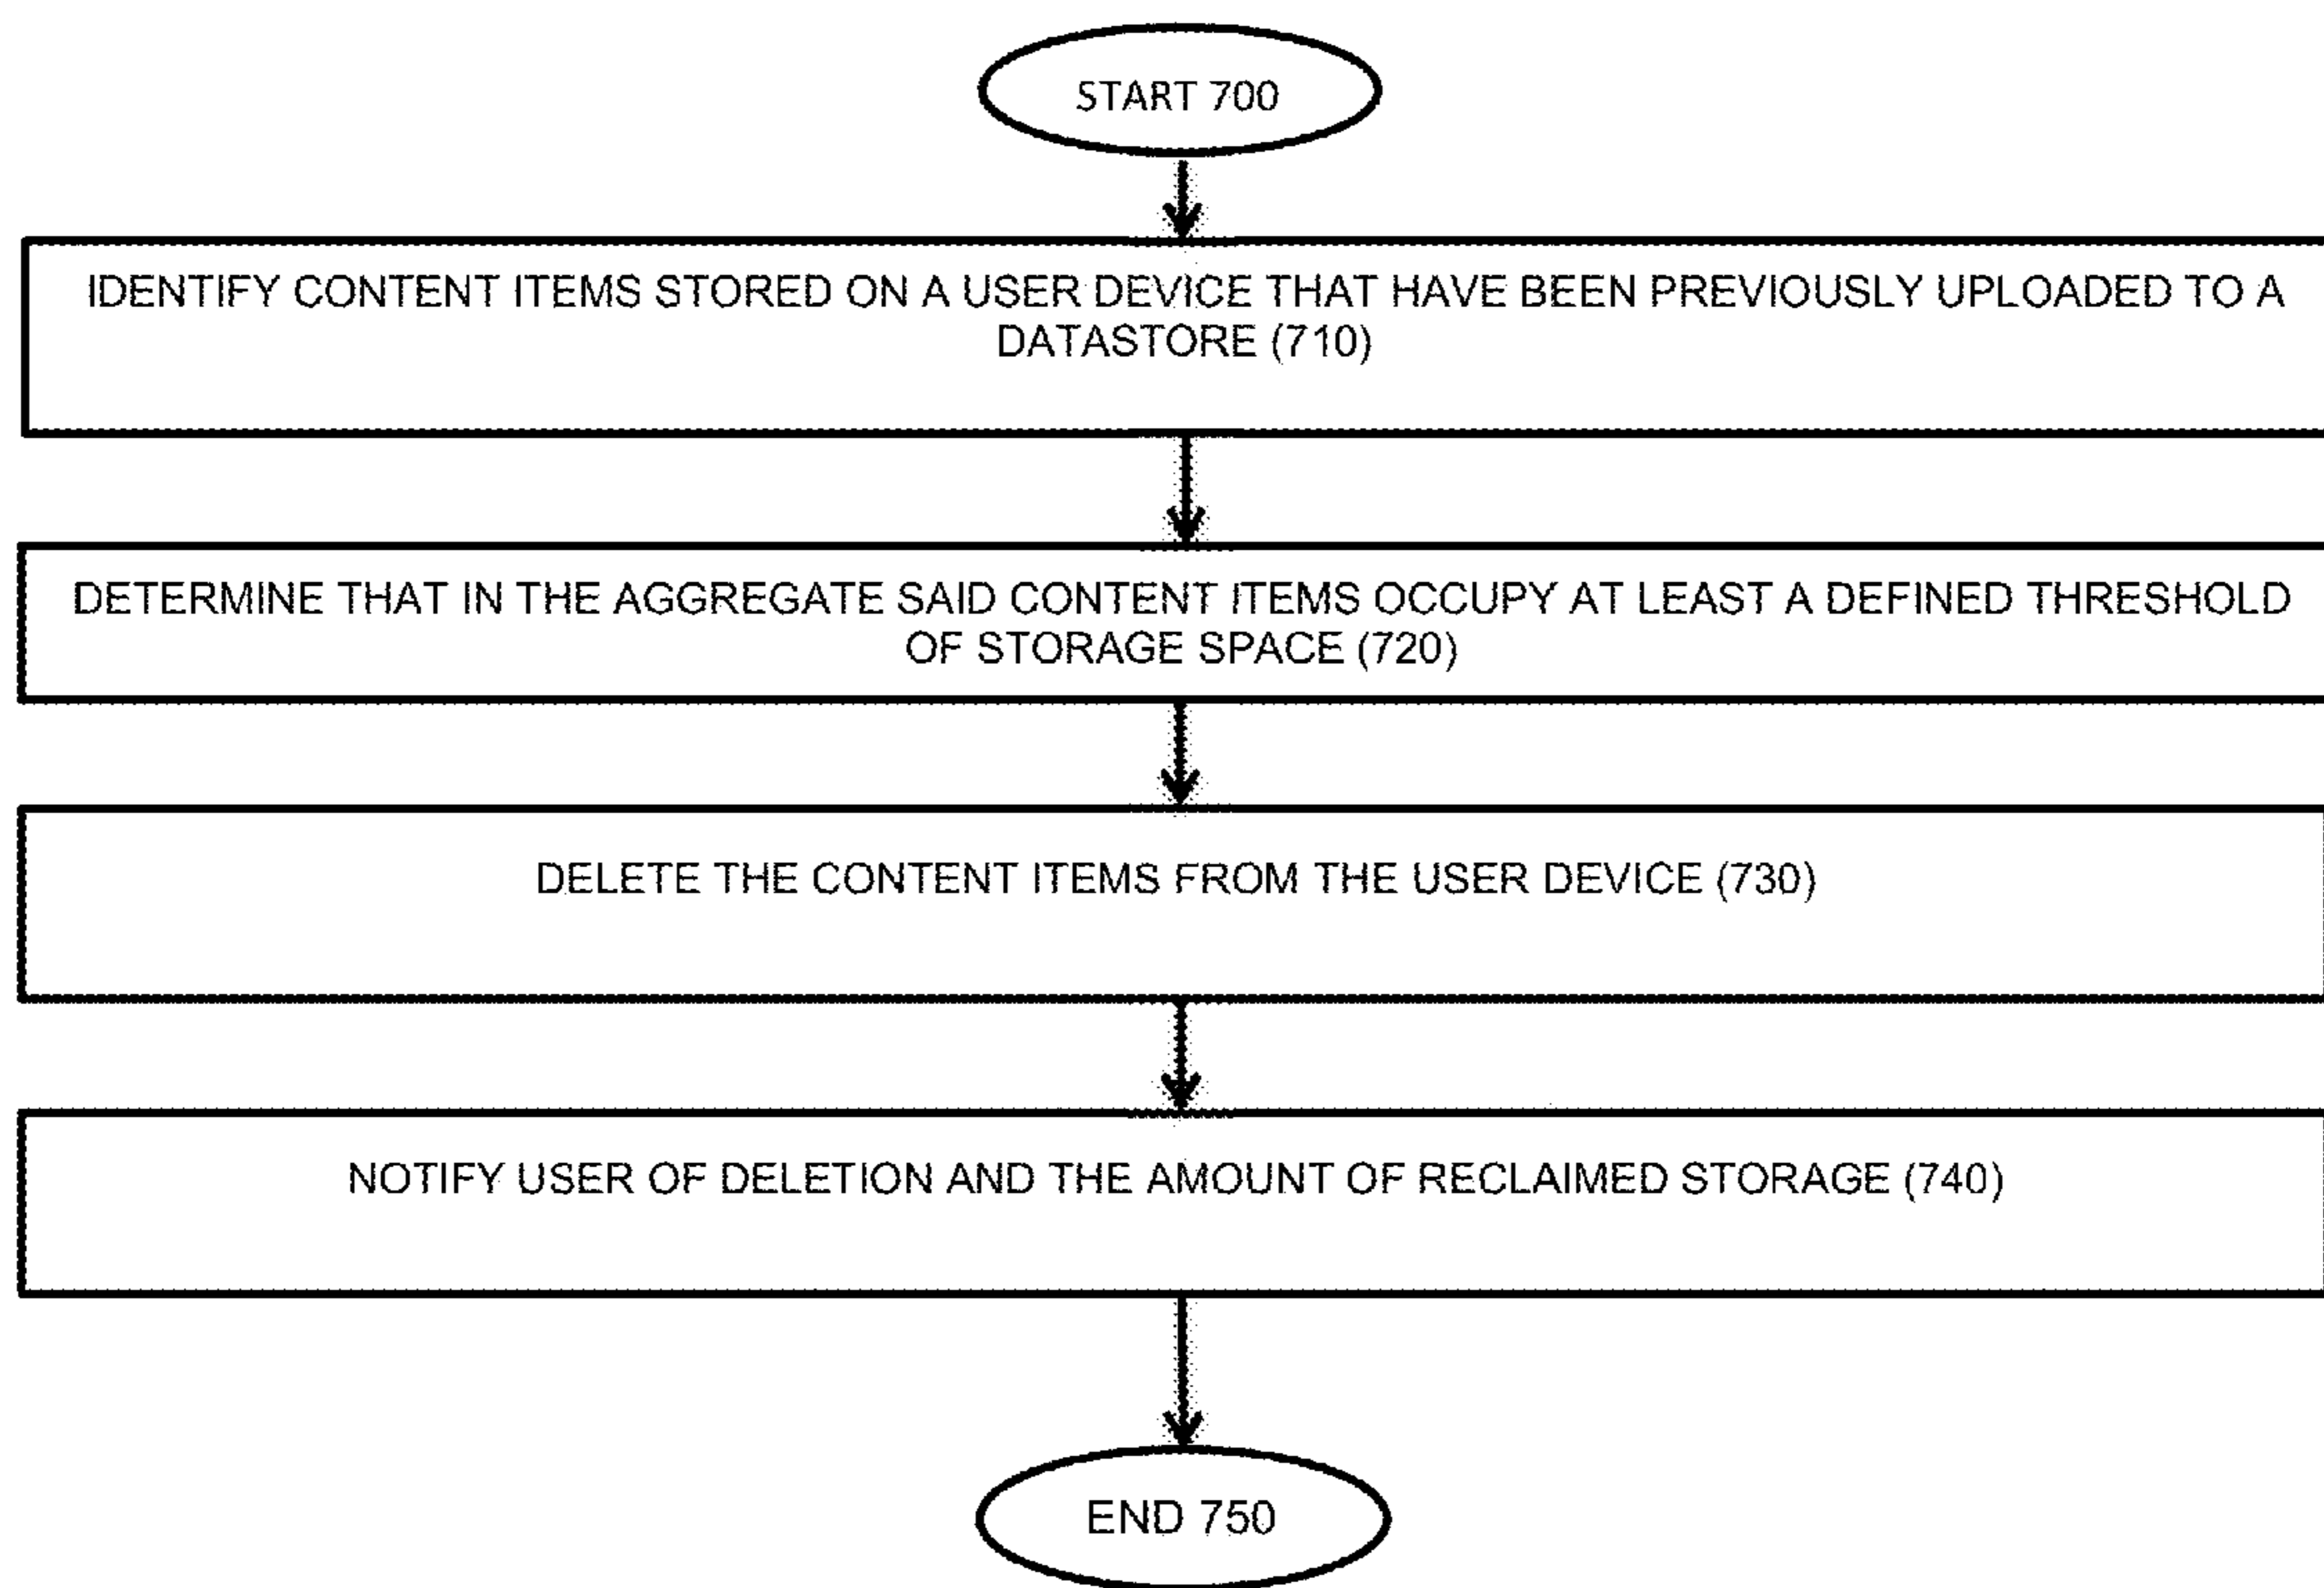 START 700
IDENTIFY CONTENT ITEMS STORED ON A USER DEVICE THAT HAVE BEEN PREVIOUSLY UPLOADED TO A
DATASTORE (710)
DETERMINE THAT IN THE AGGREGATE SAID CONTENT ITEMS OCCUPY AT LEAST A DEFINED THRESHOLD
OF STORAGE SPACE (720)
DELETE THE CONTENT ITEMS FROM THE USER DEVICE (730)
NOTIFY USER OF DELETION AND THE AMOUNT OF RECLAIMED STORAGE (740)
END 750